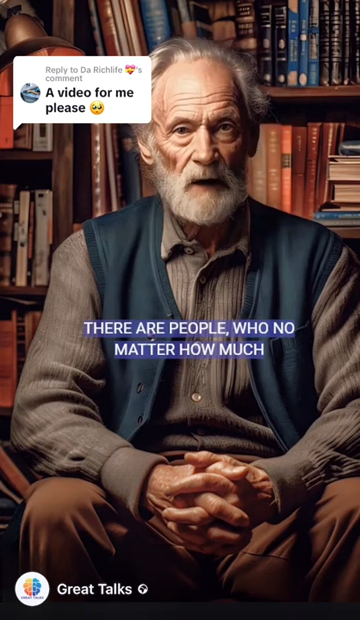 Reply to Da Richlife 💝's
comment
A video for me
please 🥺
THERE ARE PEOPLE, WHO NO
MATTER HOW MUCH
Great Talks